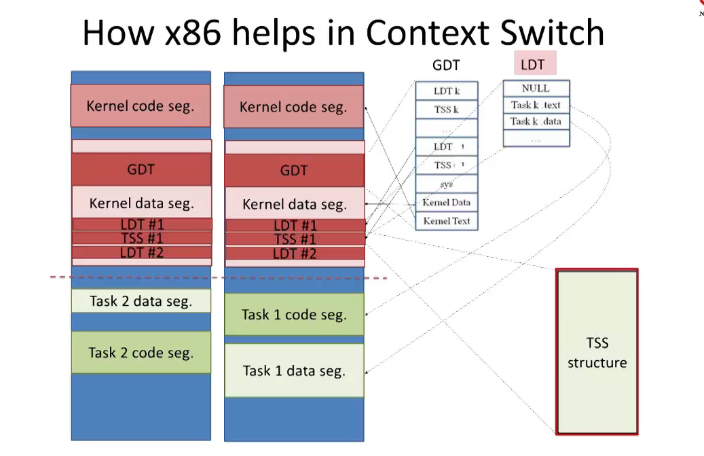 How x86 helps in Context Switch
Kernel code seg.
GDT
Kernel data seg.
LDT #1
TSS #1
LDT #2
Task 2 data seg.
Task 2 code seg.
Kernel code seg.
GDT
Kernel data seg.
LDT #1
TSS #1
LDT #2
Task 1 code seg.
Task 1 data seg.
GDT
LDT k
TSS k
...
LDT 1
TSS 1
sys
Kernel Data
Kernel Text
LDT
NULL
Task k .text
Task k .data
...
TSS
structure